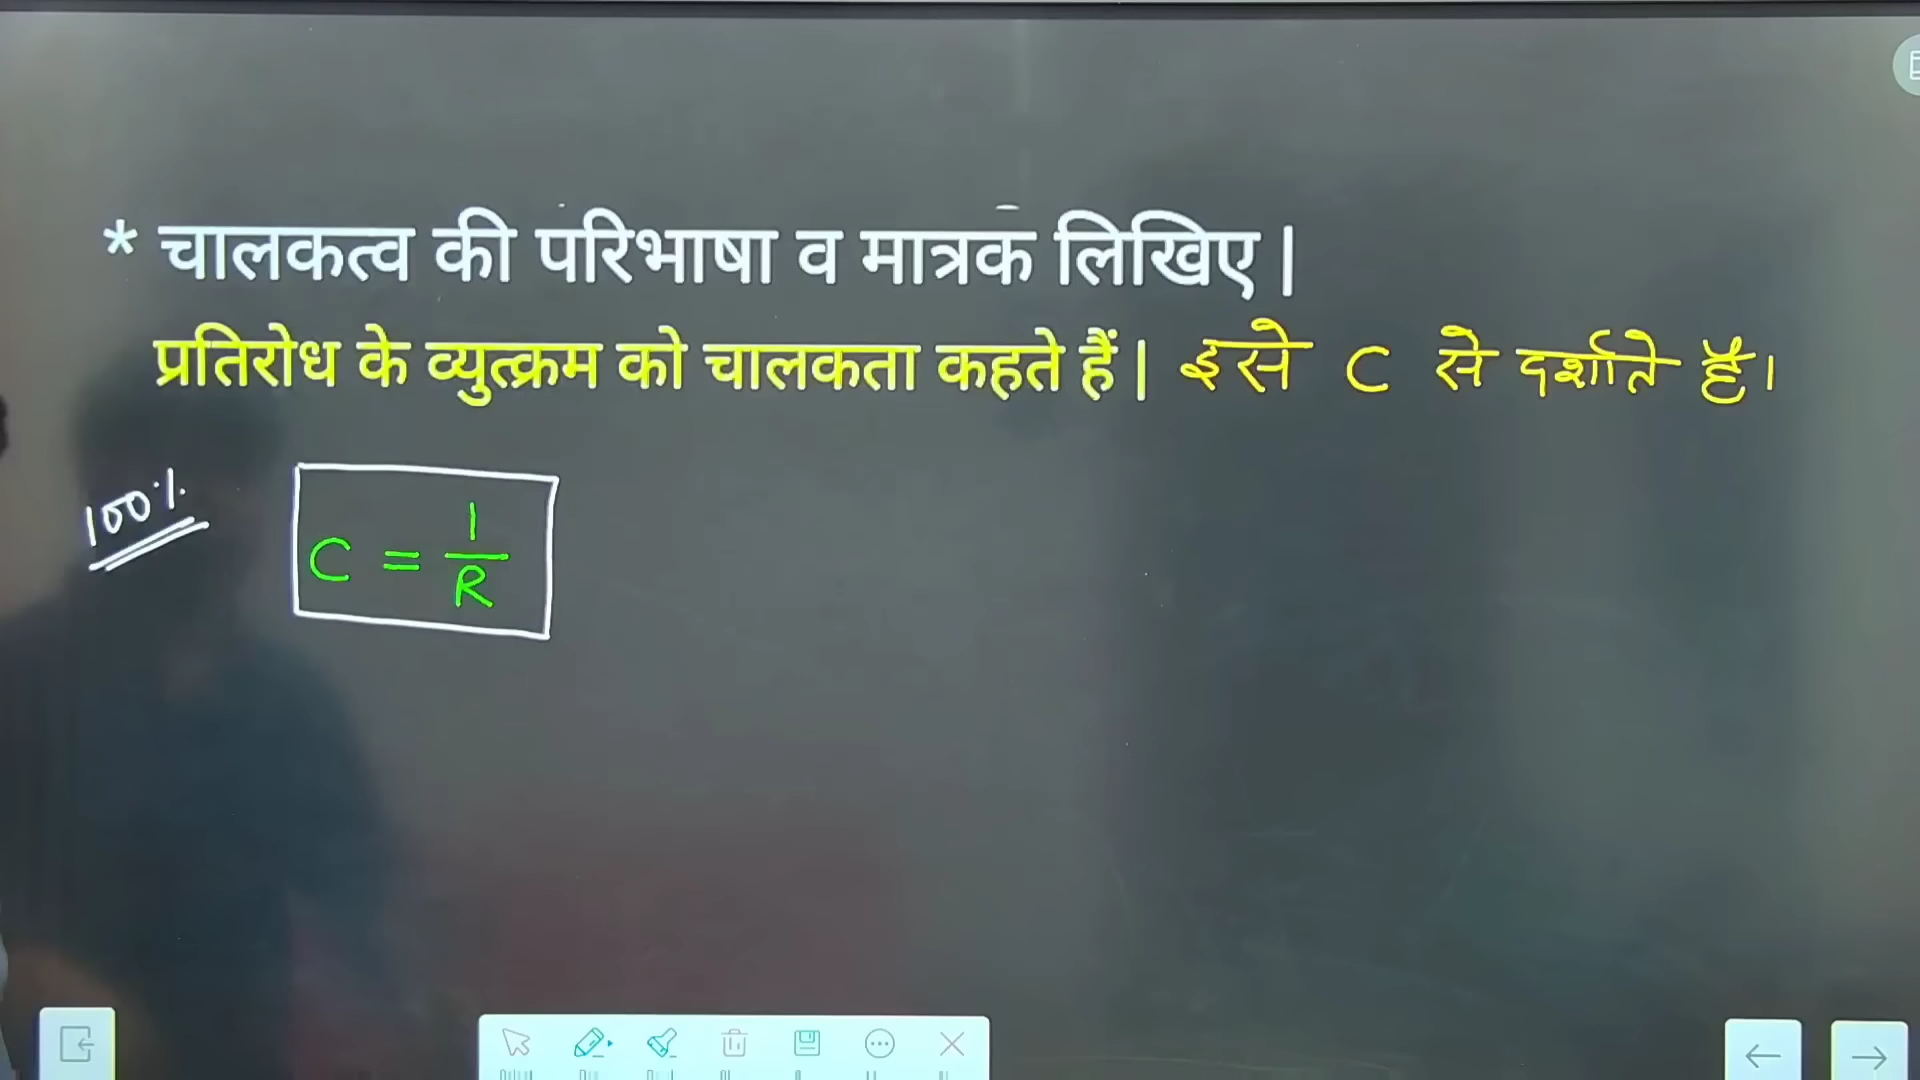 * चालकत्व की परिभाषा व मात्रक लिखिए |
प्रतिरोध के व्युत्क्रम को चालकता कहते हैं | इसे C से दर्शाते हैं।
100%
C = 1/R